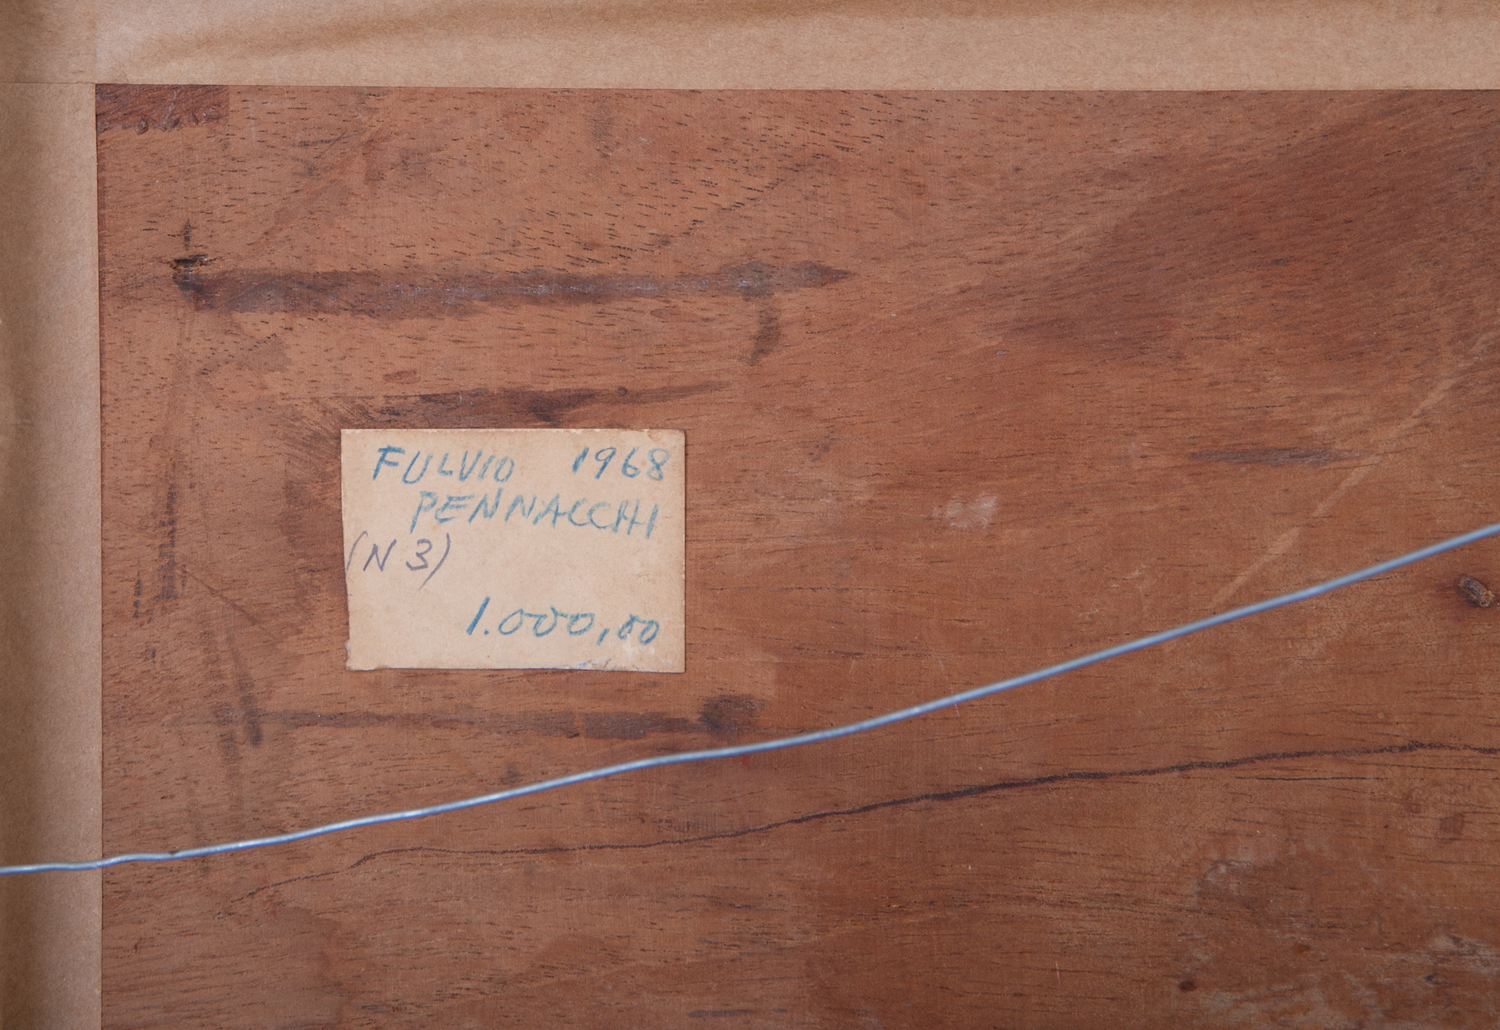 FULVIO 1968
PENNACCHI
(N 3)
1.000,00